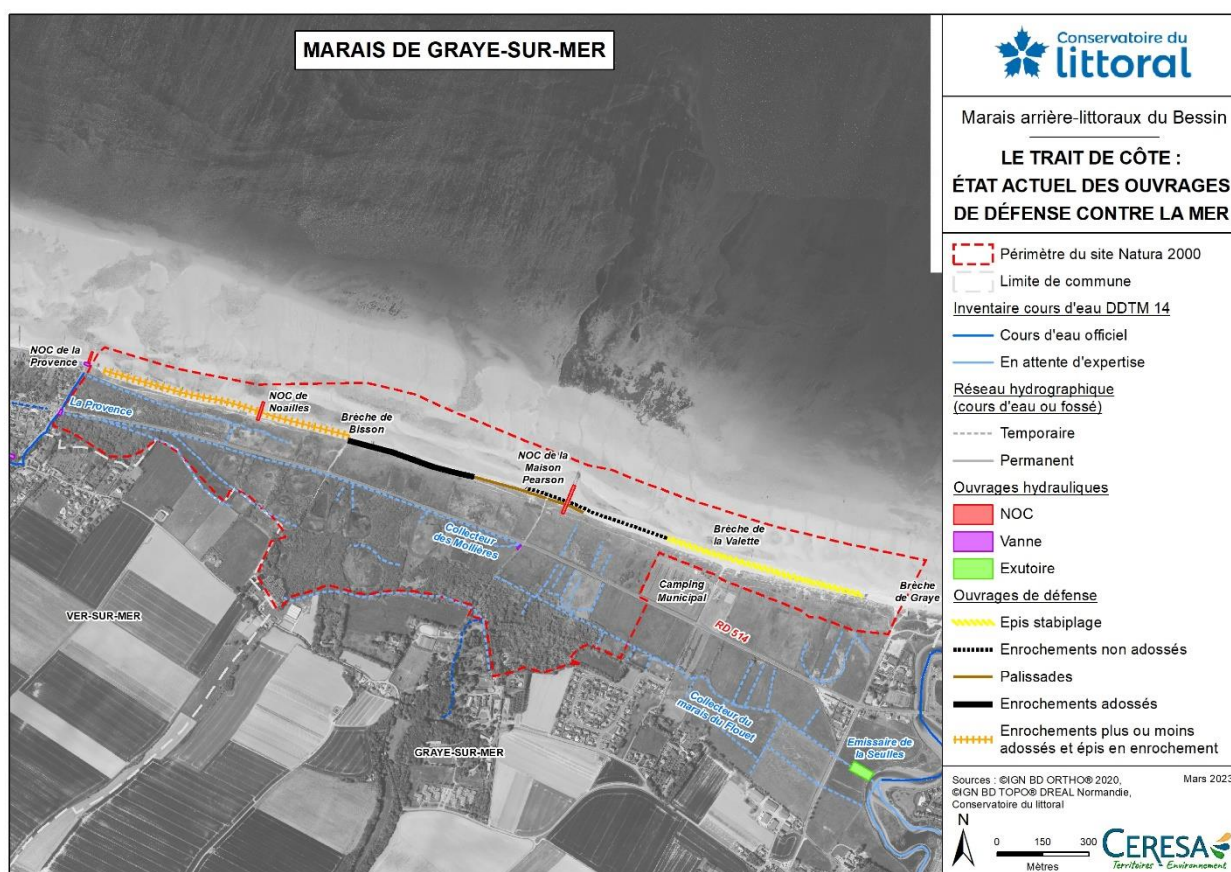 MARAIS DE GRAYE-SUR-MER
NOC de la
Provence
La Provence
NOC de
Noailles
Brèche de
Bisson
NOC de la
Maison
Pearson
Collecteur
des Mollières
Brèche de
la Valette
Camping
Municipal
Brèche
de Graye
RD 514
VER-SUR-MER
GRAYE-SUR-MER
Collecteur du
marais du Flouet
Emissaire de
la Seulles
Conservatoire du
littoral
Marais arrière-littoraux du Bessin
LE TRAIT DE CÔTE :
ÉTAT ACTUEL DES OUVRAGES
DE DÉFENSE CONTRE LA MER
Périmètre du site Natura 2000
Limite de commune
Inventaire cours d'eau DDTM 14
Cours d'eau officiel
En attente d'expertise
Réseau hydrographique
(cours d'eau ou fossé)
Temporaire
Permanent
Ouvrages hydrauliques
NOC
Vanne
Exutoire
Ouvrages de défense
Epis stabiplage
Enrochements non adossés
Palissades
Enrochements adossés
Enrochements plus ou moins
adossés et épis en enrochement
Sources : ©IGN BD ORTHO® 2020,
©IGN BD TOPO® DREAL Normandie,
Conservatoire du littoral
Mars 2023
N
0 150 300
Mètres
CERESA
Territoires - Environnement